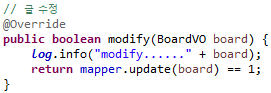 // 글 수정
@Override
public boolean modify(BoardVO board) {
    log.info("modify......" + board);
    return mapper.update(board) == 1;
}